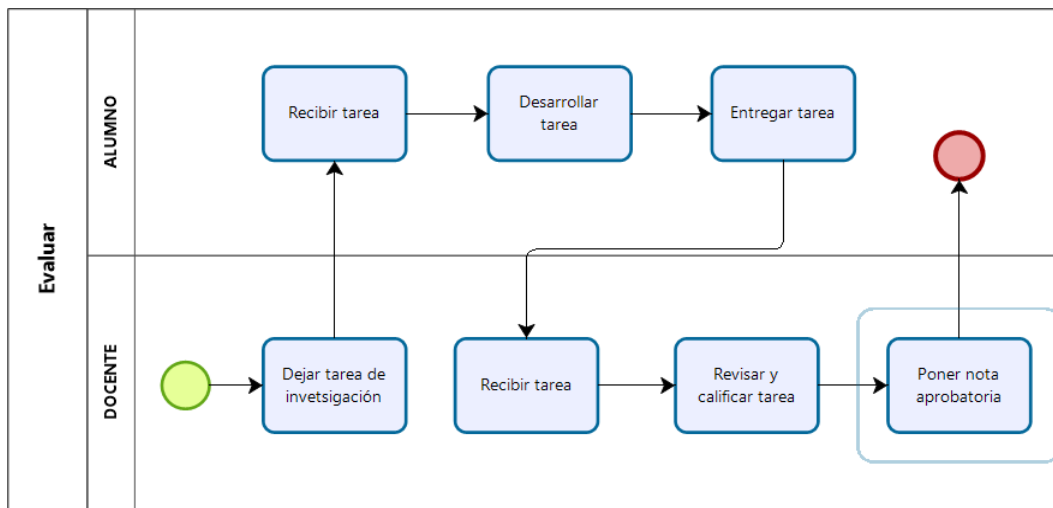 Evaluar
ALUMNO
Recibir tarea
Desarrollar
tarea
Entregar tarea
DOCENTE
Dejar tarea de
invetsigación
Recibir tarea
Revisar y
calificar tarea
Poner nota
aprobatoria